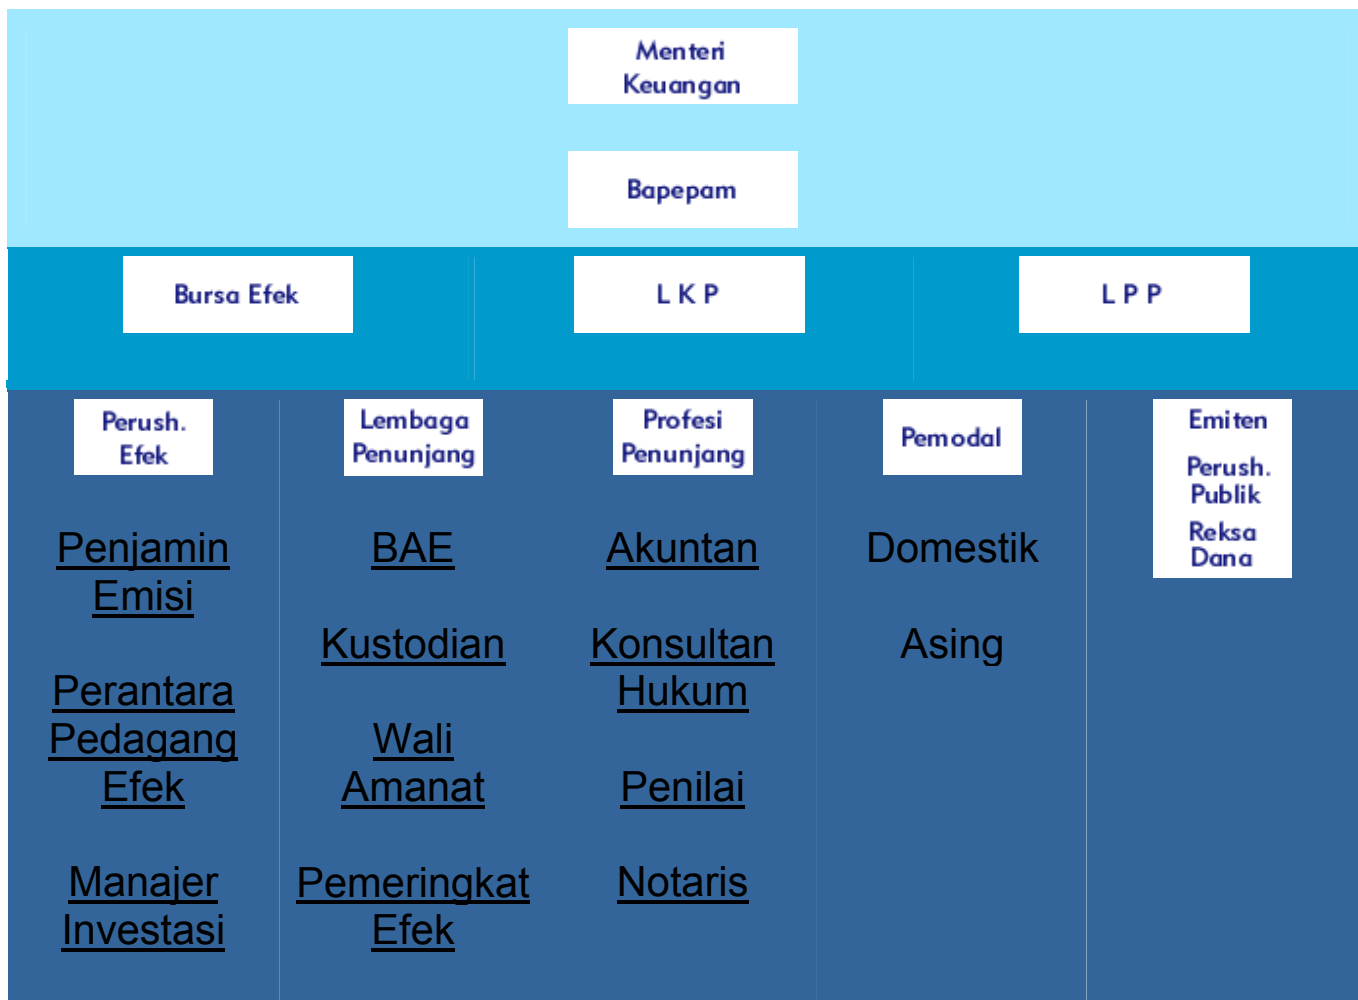 Menteri
Keuangan
Bapepam
Bursa Efek
L K P
L P P
Perush.
Efek
Penjamin
Emisi
Perantara
Pedagang
Efek
Manajer
Investasi
Lembaga
Penunjang
BAE
Kustodian
Wali
Amanat
Pemeringkat
Efek
Profesi
Penunjang
Akuntan
Konsultan
Hukum
Penilai
Notaris
Pemodal
Domestik
Asing
Emiten
Perush.
Publik
Reksa
Dana